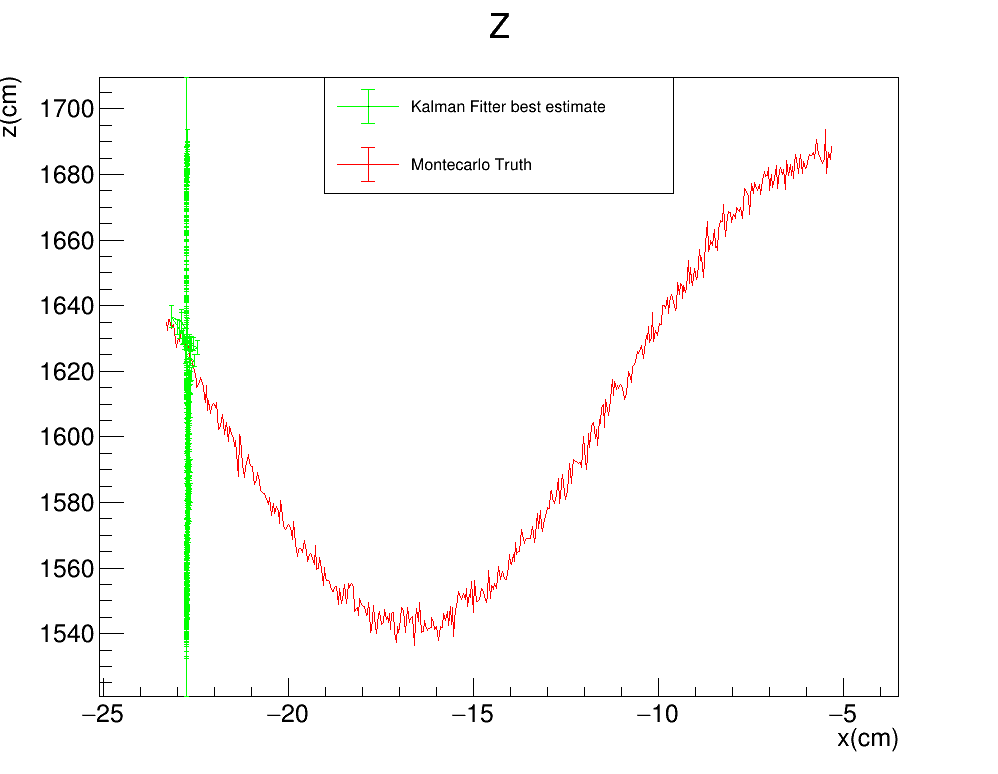 Z
z(cm)
Kalman Fitter best estimate
Montecarlo Truth
1700
1680
1660
1640
1620
1600
1580
1560
1540
−25 −20 −15 −10 −5
x(cm)